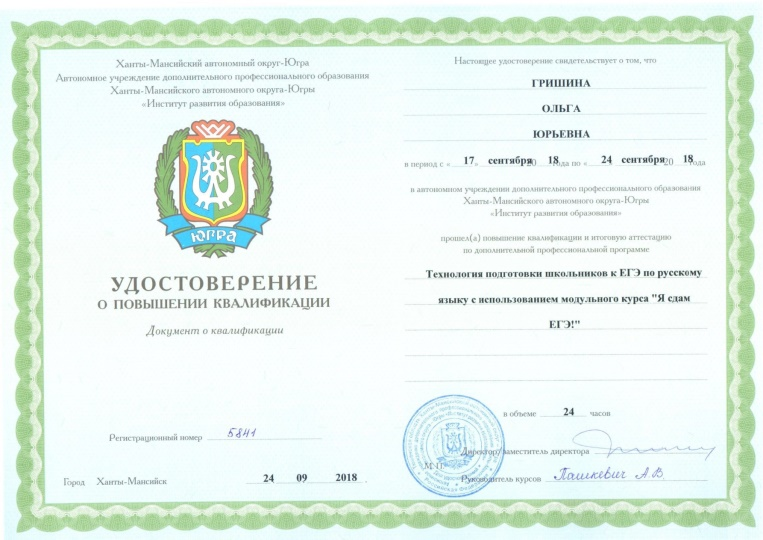 Ханты-Мансийский автономный округ-Югра
Автономное учреждение дополнительного профессионального образования
Ханты-Мансийского автономного округа-Югры
«Институт развития образования»
ЮГРА
УДОСТОВЕРЕНИЕ
О ПОВЫШЕНИИ КВАЛИФИКАЦИИ
Документ о квалификации
Регистрационный номер 5841
Город Ханты-Мансийск 24 09 2018 .
Настоящее удостоверение свидетельствует о том, что
ГРИШИНА
ОЛЬГА
ЮРЬЕВНА
в период с « 17 » сентября 20 18 года по « 24 сентября 20 18 года
в автономном учреждении дополнительного профессионального образования
Ханты-Мансийского автономного округа-Югры
«Институт развития образования»
прошел(а) повышение квалификации и итоговую аттестацию
по дополнительной профессиональной программе
Технология подготовки школьников к ЕГЭ по русскому
языку с использованием модульного курса "Я сдам
ЕГЭ!"
в объеме 24 часов
Директор/заместитель директора
М.П.
Руководитель курсов Пашкевич А.В.